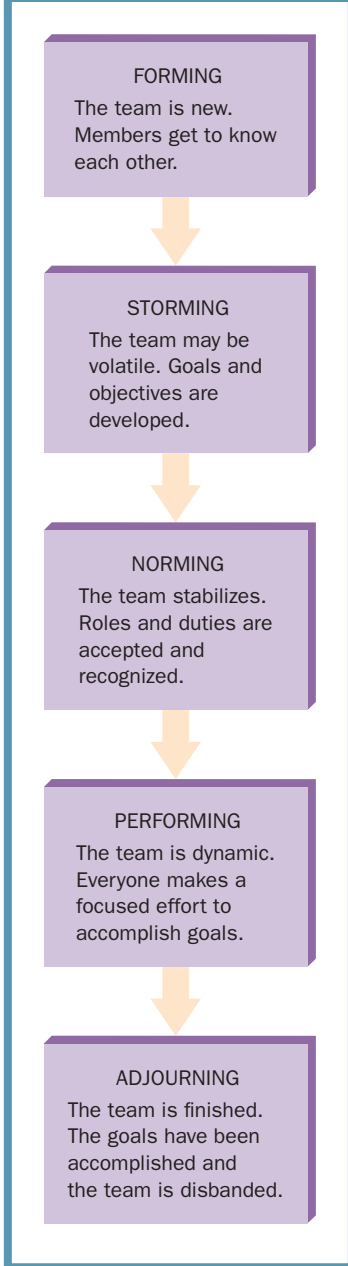 FORMING
The team is new.
Members get to know
each other.
STORMING
The team may be
volatile. Goals and
objectives are
developed.
NORMING
The team stabilizes.
Roles and duties are
accepted and
recognized.
PERFORMING
The team is dynamic.
Everyone makes a
focused effort to
accomplish goals.
ADJOURNING
The team is finished.
The goals have been
accomplished and
the team is disbanded.